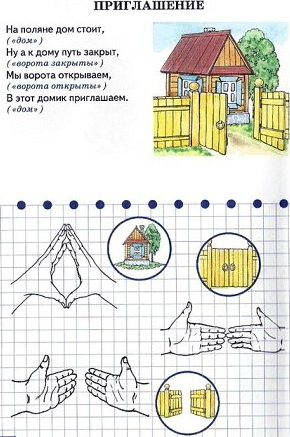 ПРИГЛАШЕНИЕ
На поляне дом стоит,
(«дом»)
Ну а к дому путь закрыт,
(«ворота закрыты»)
Мы ворота открываем,
(«ворота открыты»)
В этот домик приглашаем.
(«дом»)